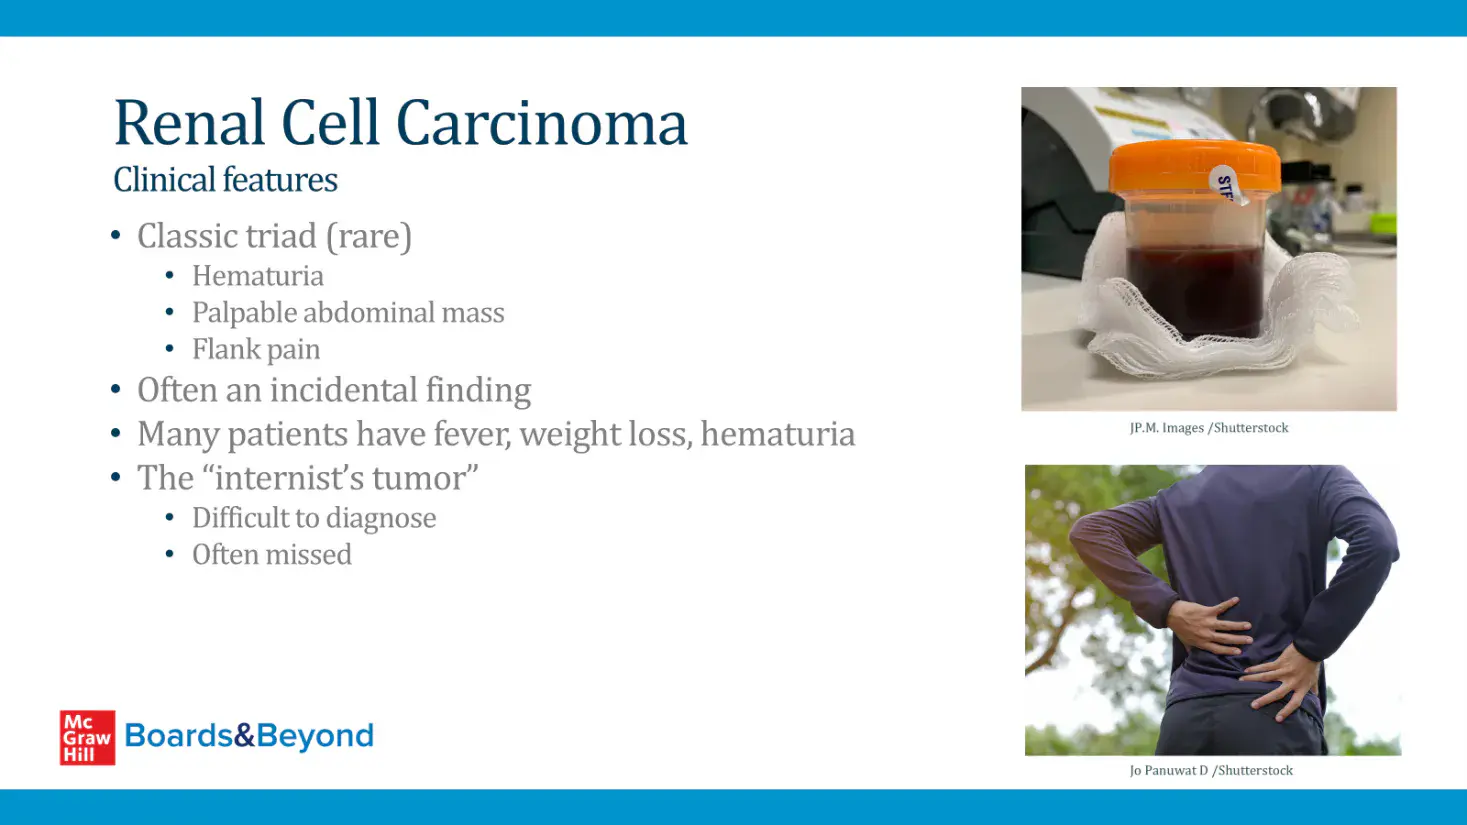 Renal Cell Carcinoma
Clinical features
• Classic triad (rare)
• Hematuria
• Palpable abdominal mass
• Flank pain
• Often an incidental finding
• Many patients have fever, weight loss, hematuria
• The “internist’s tumor”
• Difficult to diagnose
• Often missed
JP.M. Images /Shutterstock
Jo Panuwat D /Shutterstock
Mc
Graw
Hill
Boards&Beyond